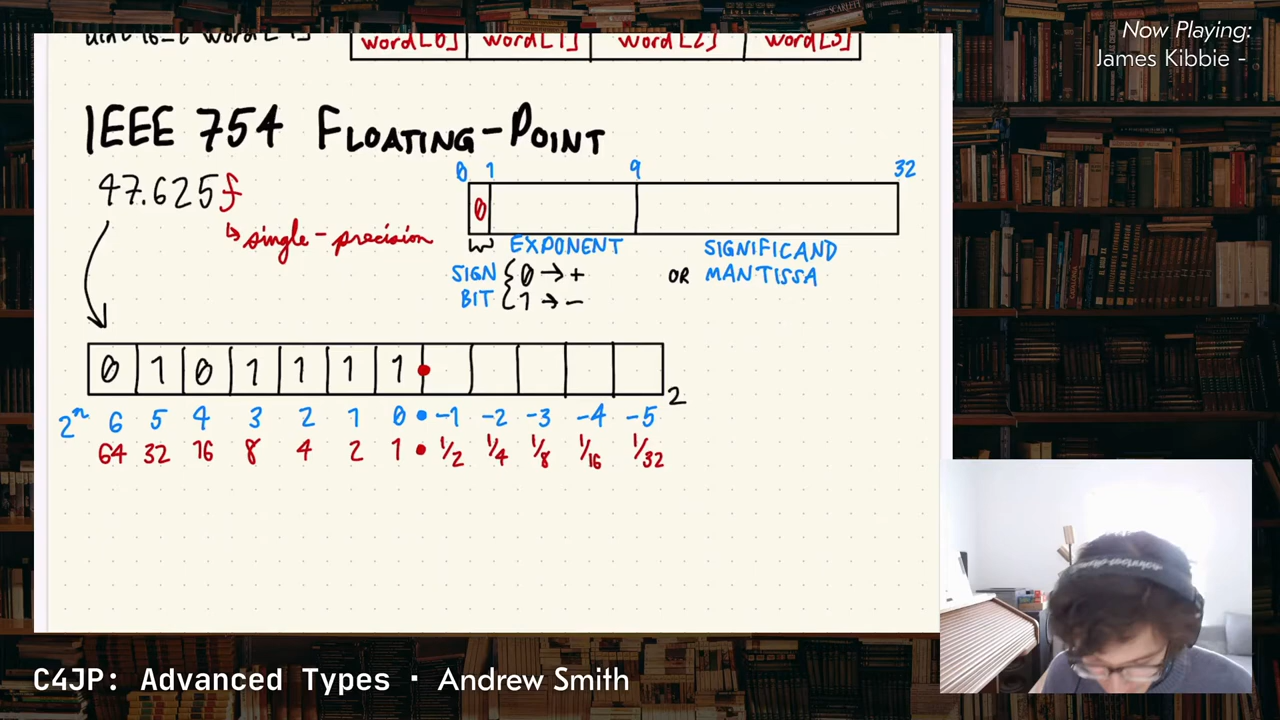 Now Playing:
James Kibbie -
word[0] word[1] word[2] word[3]
IEEE 754 FLOATING-POINT
47.625f
↳ single-precision
0 1 9 32
0
EXPONENT
SIGNIFICAND
OR MANTISSA
SIGN BIT { 0 → +
{ 1 → −
0 1 0 1 1 1 1 • 2
2ⁿ 6 5 4 3 2 1 0 • -1 -2 -3 -4 -5
64 32 16 8 4 2 1 • 1/2 1/4 1/8 1/16 1/32
C4JP: Advanced Types · Andrew Smith